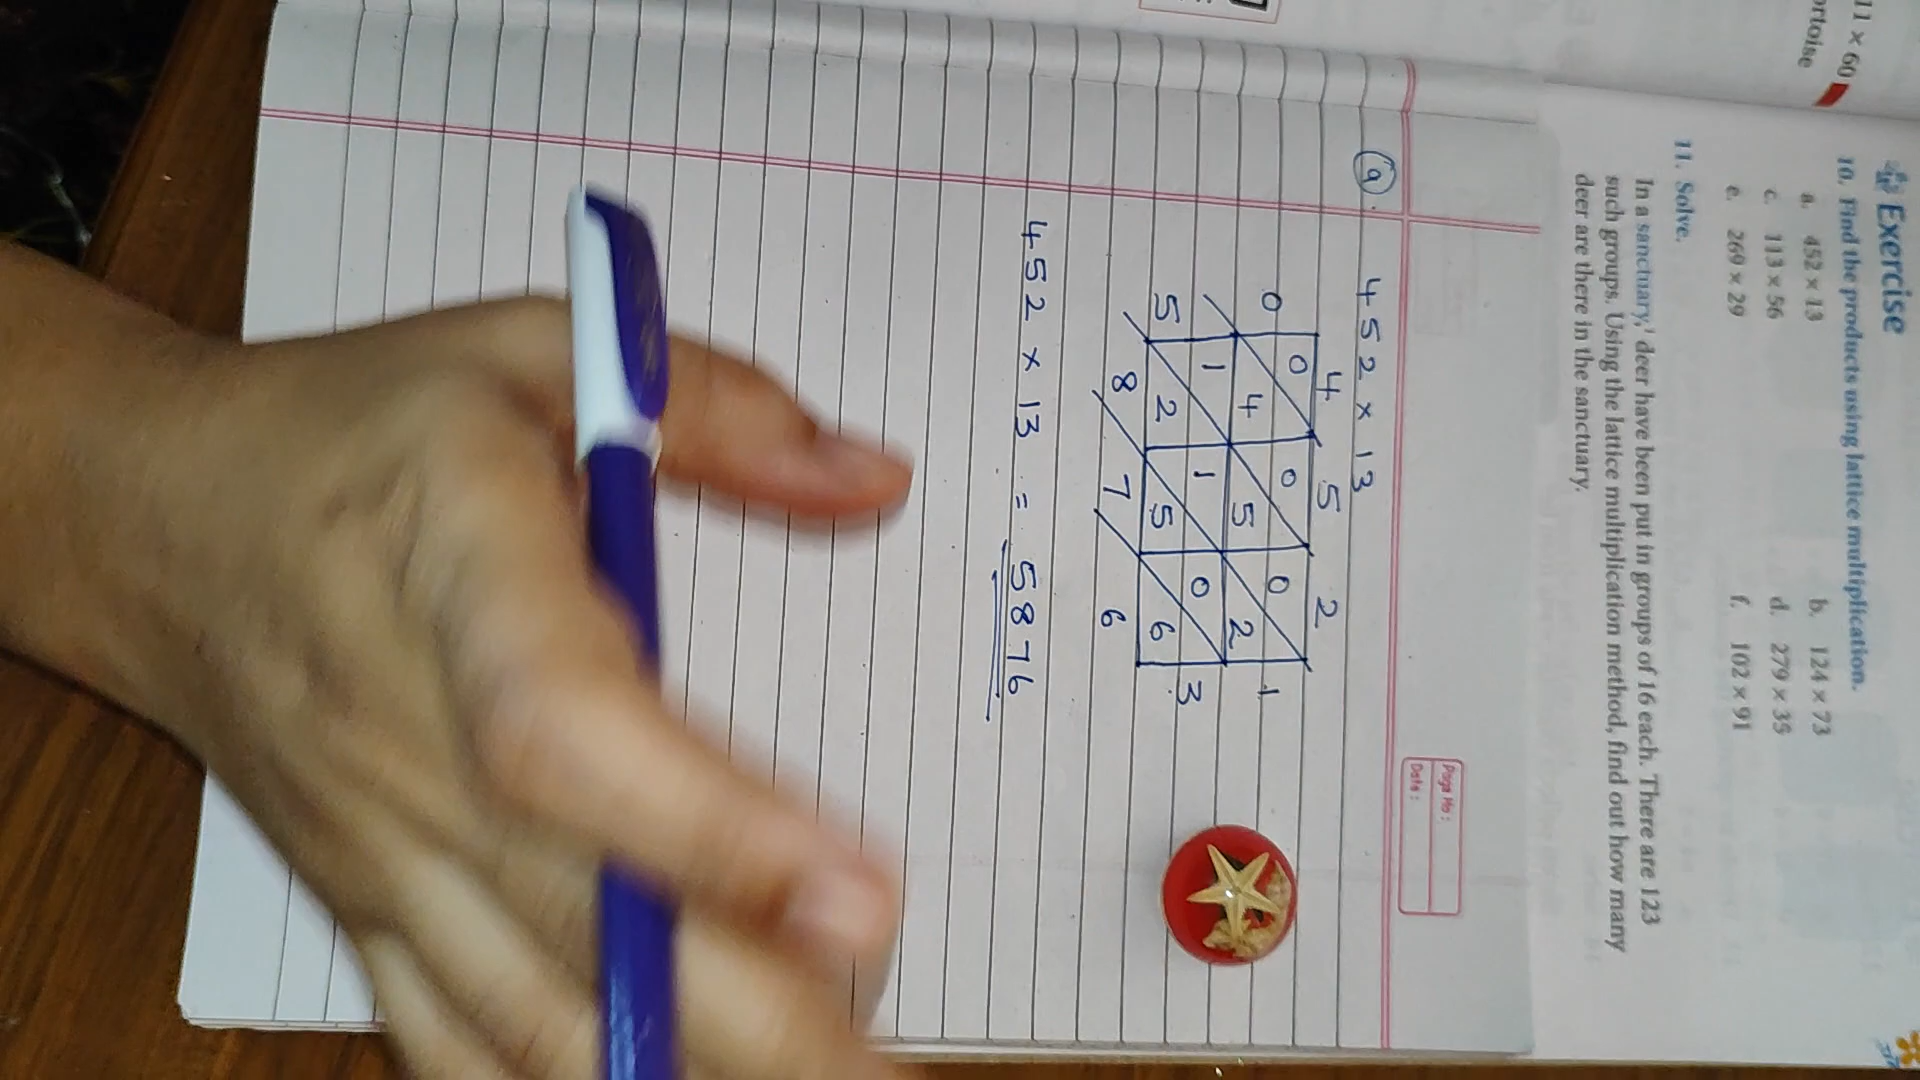 11 × 60
ortoise
Exercise
10. Find the products using lattice multiplication.
a. 452 × 13 b. 124 × 73
c. 113 × 56 d. 279 × 35
e. 269 × 29 f. 102 × 91
11. Solve.
In a sanctuary,¹ deer have been put in groups of 16 each. There are 123
such groups. Using the lattice multiplication method, find out how many
deer are there in the sanctuary.
Page No :
Date :
a. 452 × 13
4 5 2
0 0 0 0
4 5 2 1
5 1 1 0
2 5 6 3
8 7 6
452 × 13 = 5876